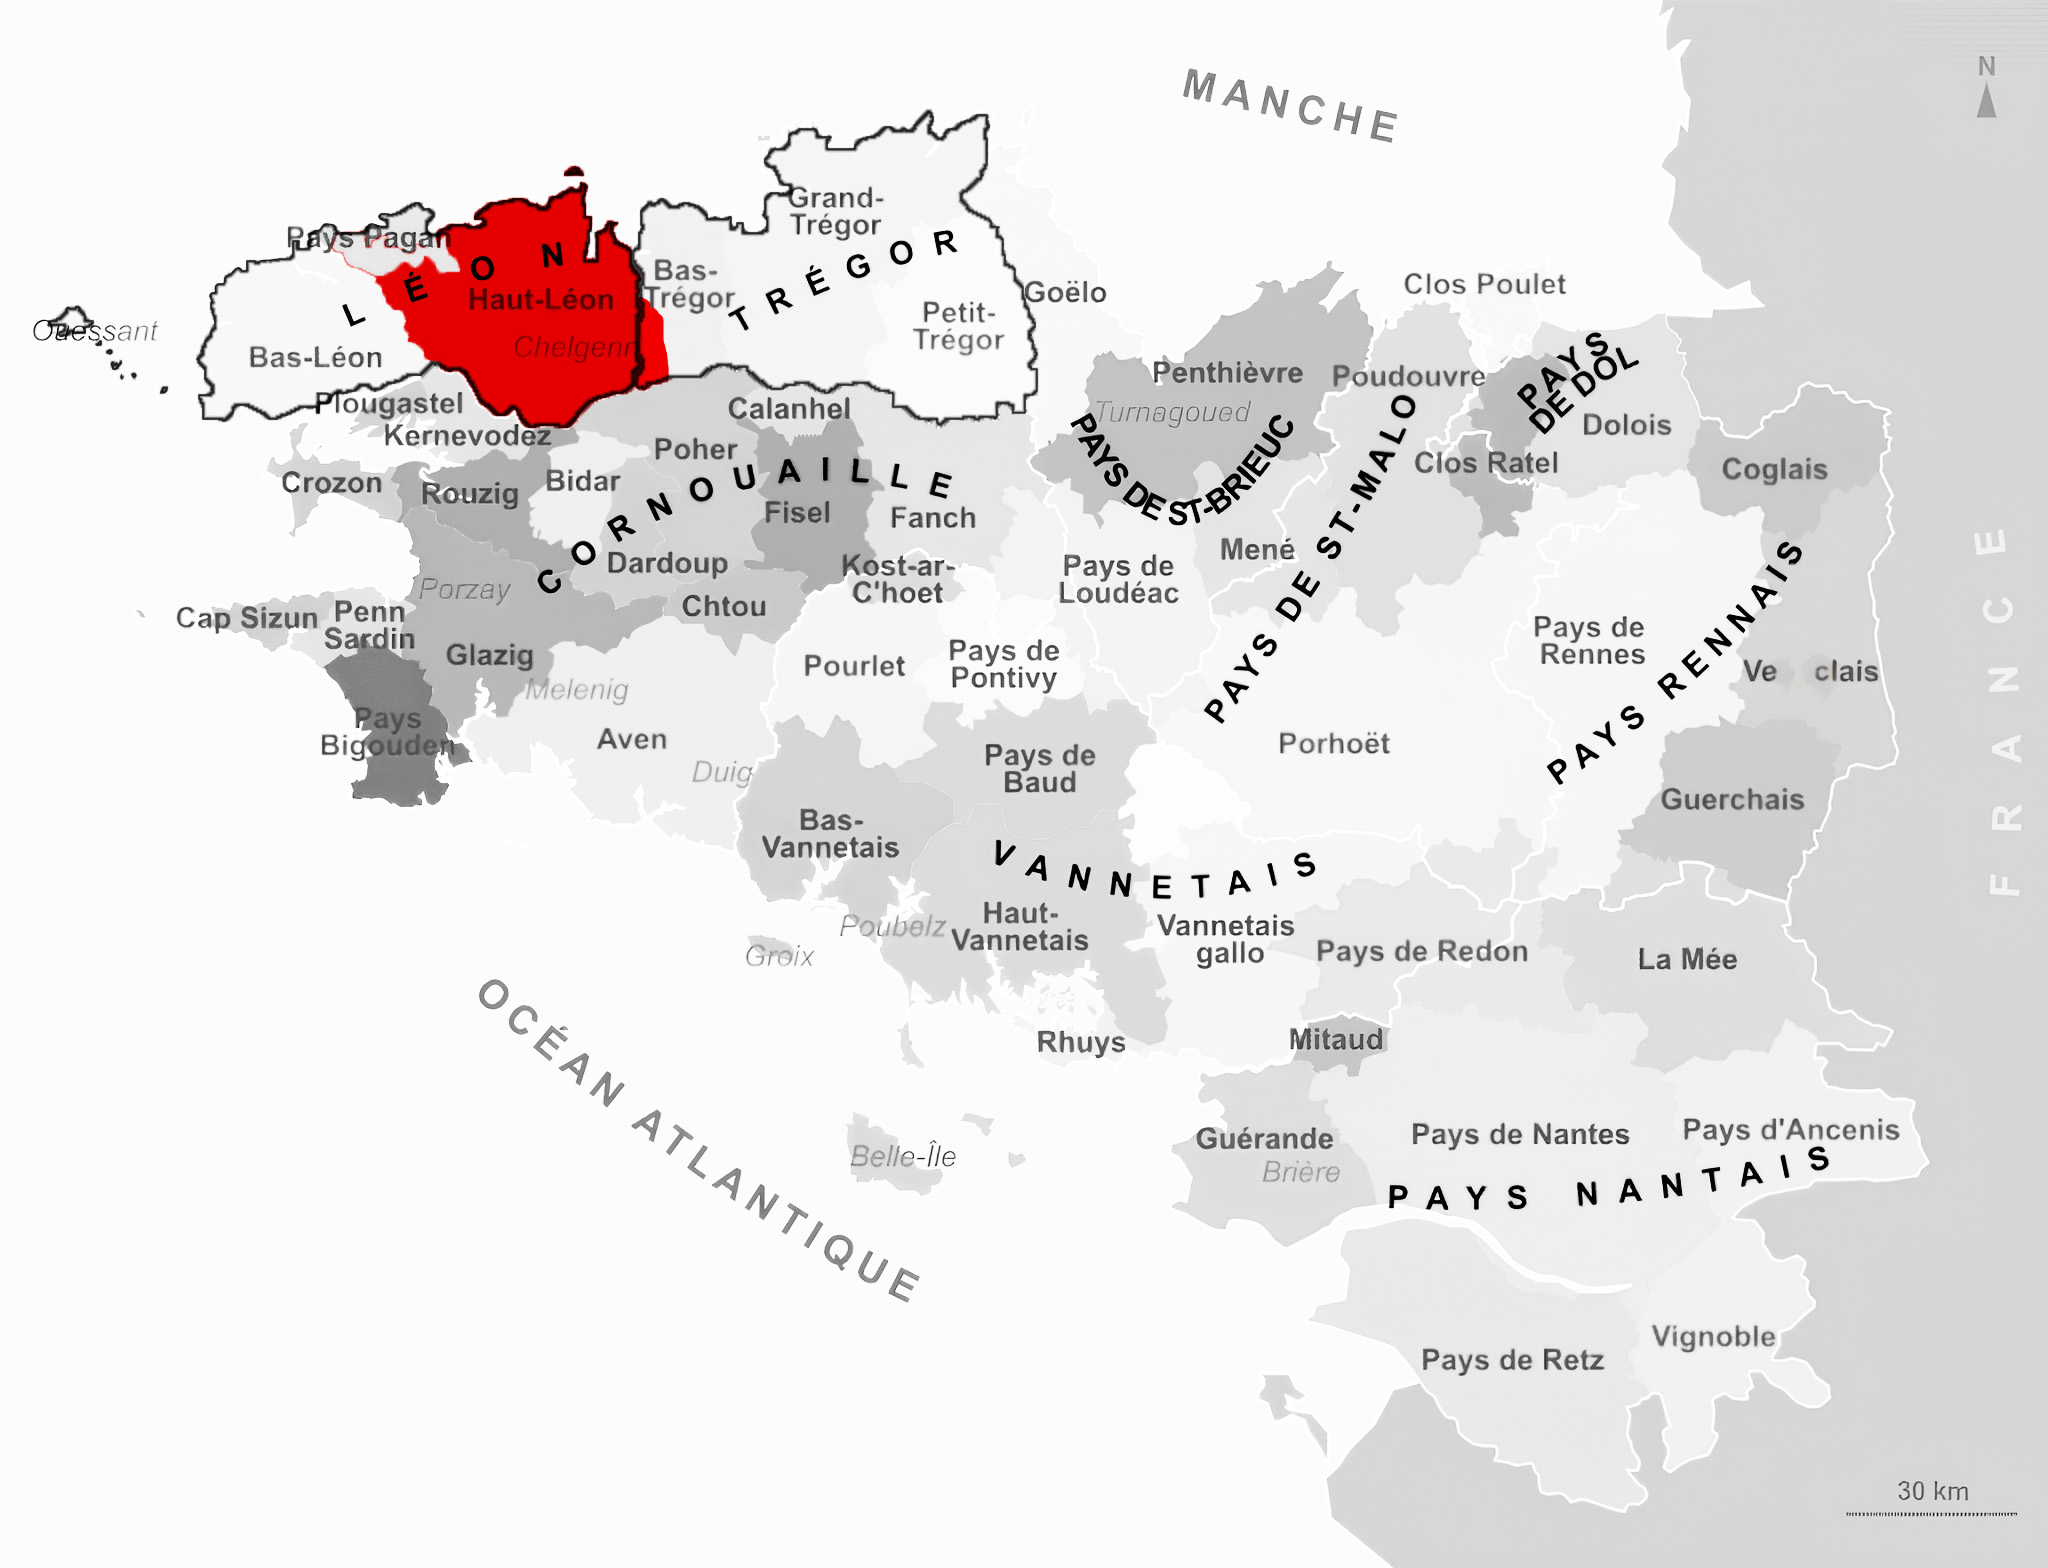 MANCHE
N
Grand-
Trégor
Pays Pagan
LÉON
TRÉGOR
Bas-
Trégor
Haut-Léon
Goëlo
Clos Poulet
Ouessant
Petit-
Trégor
Bas-Léon
Penthièvre
Poudouvre
PAYS
DE DOL
Plougastel
Calanhel
Turnagoued
Dolois
Kernevodez
Poher
PAYS DE ST-BRIEUC
PAYS DE ST-MALO
Clos Ratel
Coglais
Crozon
Rouzig
Bidar
CORNOUAILLE
Fisel
Fanch
Mené
Dardoup
Kost-ar-
C'hoet
Pays de
Loudéac
Porzay
Cap Sizun
Penn
Sardin
Chtou
Pays de
Rennes
PAYS RENNAIS
FRANCE
Glazig
Pourlet
Pays de
Pontivy
Ve clais
Melenig
Pays
Bigouden
Aven
Porhoët
Duig
Pays de
Baud
Guerchais
Bas-
Vannetais
VANNETAIS
Poubelz
Haut-
Vannetais
Vannetais
gallo
Groix
Pays de Redon
La Mée
OCÉAN ATLANTIQUE
Rhuys
Mitaud
Belle-Île
Guérande
Brière
Pays de Nantes
Pays d'Ancenis
PAYS NANTAIS
Pays de Retz
Vignoble
30 km